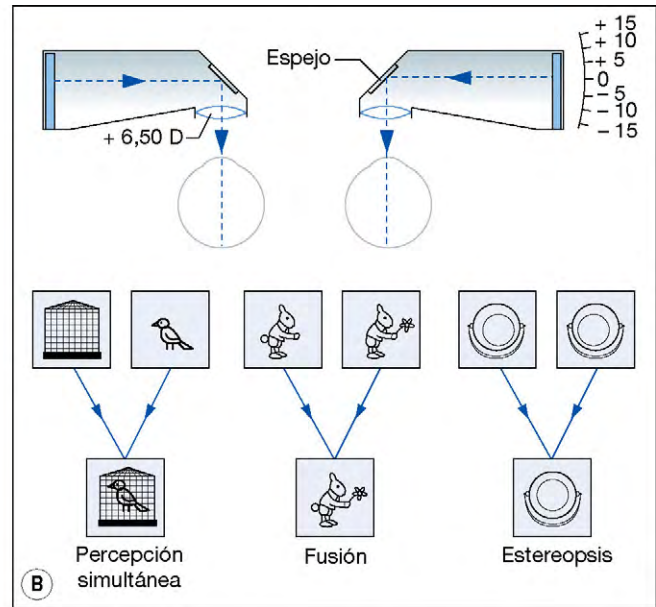 Espejo
+ 6,50 D
+ 15
+ 10
+ 5
0
− 5
− 10
− 15
Percepción
simultánea
Fusión
Estereopsis
B